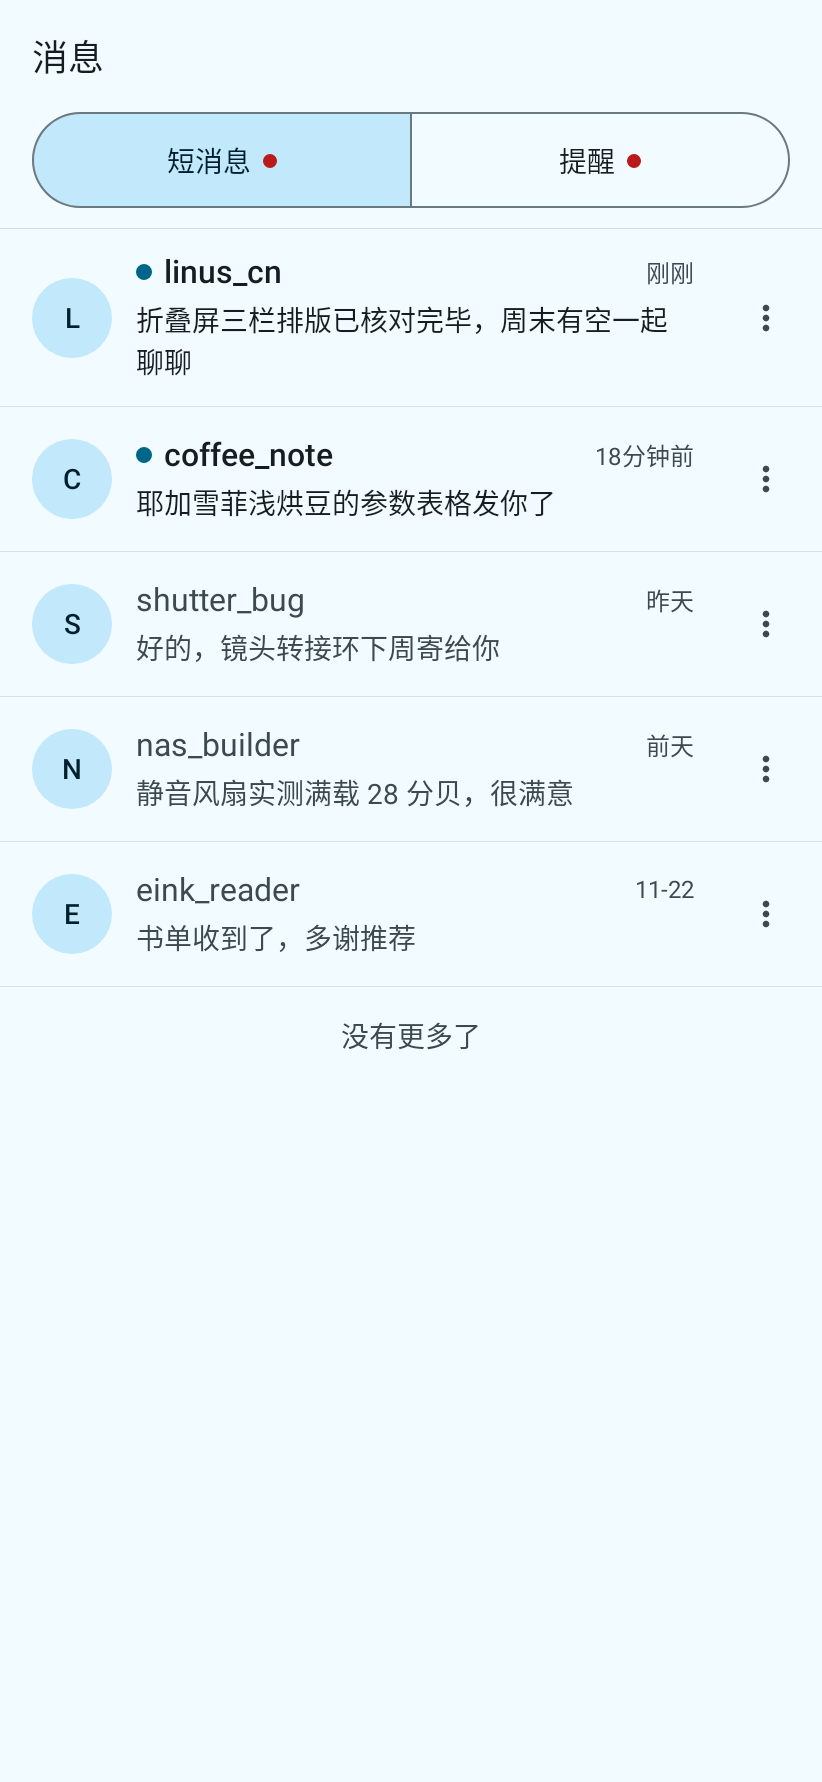 消息
短消息
提醒
L
linus_cn
刚刚
折叠屏三栏排版已核对完毕，周末有空一起
聊聊
C
coffee_note
18分钟前
耶加雪菲浅烘豆的参数表格发你了
S
shutter_bug
昨天
好的，镜头转接环下周寄给你
N
nas_builder
前天
静音风扇实测满载 28 分贝，很满意
E
eink_reader
11-22
书单收到了，多谢推荐
没有更多了